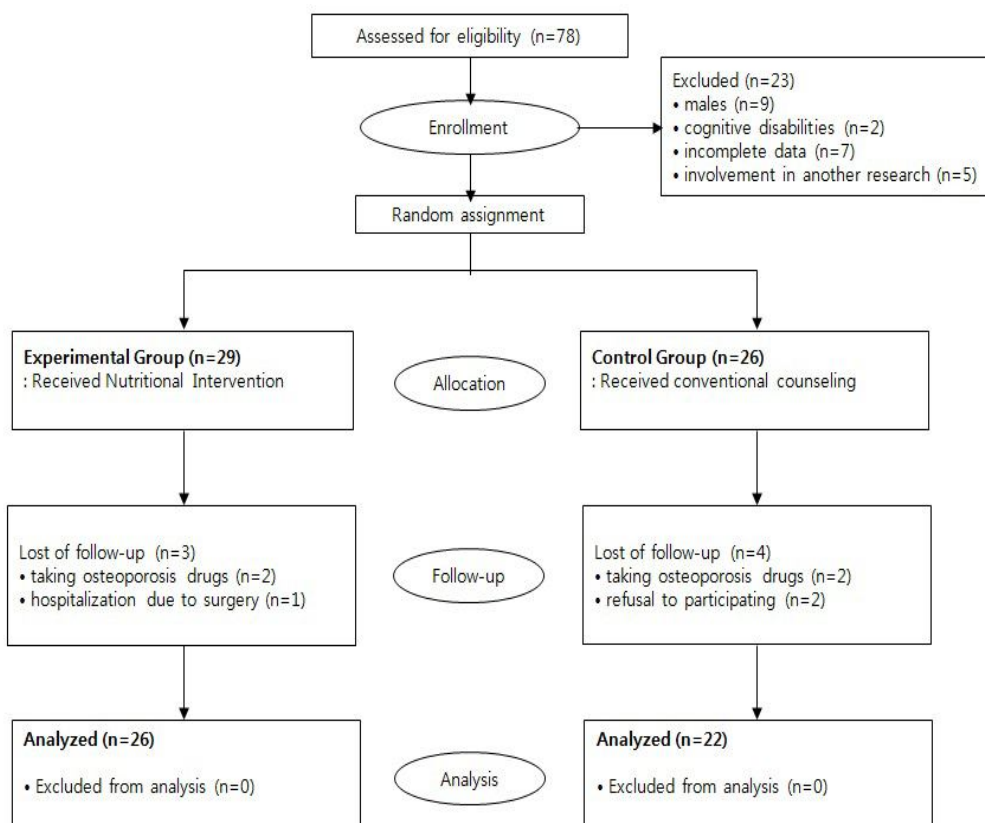 Assessed for eligibility (n=78)
Excluded (n=23)
• males (n=9)
• cognitive disabilities (n=2)
• incomplete data (n=7)
• involvement in another research (n=5)
Enrollment
Random assignment
Experimental Group (n=29)
: Received Nutritional Intervention
Allocation
Control Group (n=26)
: Received conventional counseling
Lost of follow-up (n=3)
• taking osteoporosis drugs (n=2)
• hospitalization due to surgery (n=1)
Follow-up
Lost of follow-up (n=4)
• taking osteoporosis drugs (n=2)
• refusal to participating (n=2)
Analyzed (n=26)
• Excluded from analysis (n=0)
Analysis
Analyzed (n=22)
• Excluded from analysis (n=0)